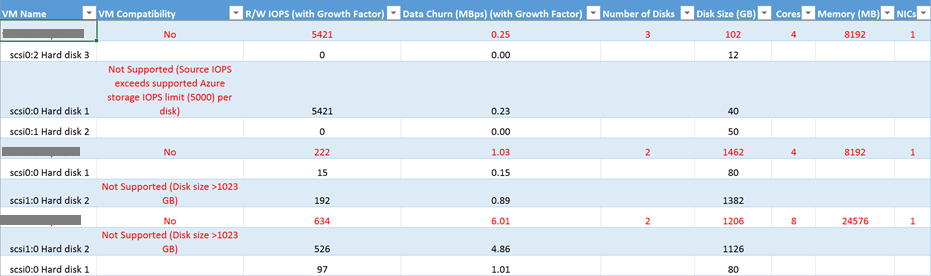 VM Name VM Compatibility R/W IOPS (with Growth Factor) Data Churn (MBps) (with Growth Factor) Number of Disks Disk Size (GB) Cores Memory (MB) NICs
No 5421 0.25 3 102 4 8192 1
scsi0:2 Hard disk 3 0 0.00 12
Not Supported (Source IOPS
exceeds supported Azure
storage IOPS limit (5000) per
scsi0:0 Hard disk 1 disk) 5421 0.23 40
scsi0:1 Hard disk 2 0 0.00 50
No 222 1.03 2 1462 4 8192 1
scsi0:0 Hard disk 1 15 0.15 80
Not Supported (Disk size >1023
scsi1:0 Hard disk 2 GB) 192 0.89 1382
No 634 6.01 2 1206 8 24576 1
Not Supported (Disk size >1023
scsi1:0 Hard disk 2 GB) 526 4.86 1126
scsi0:0 Hard disk 1 97 1.01 80